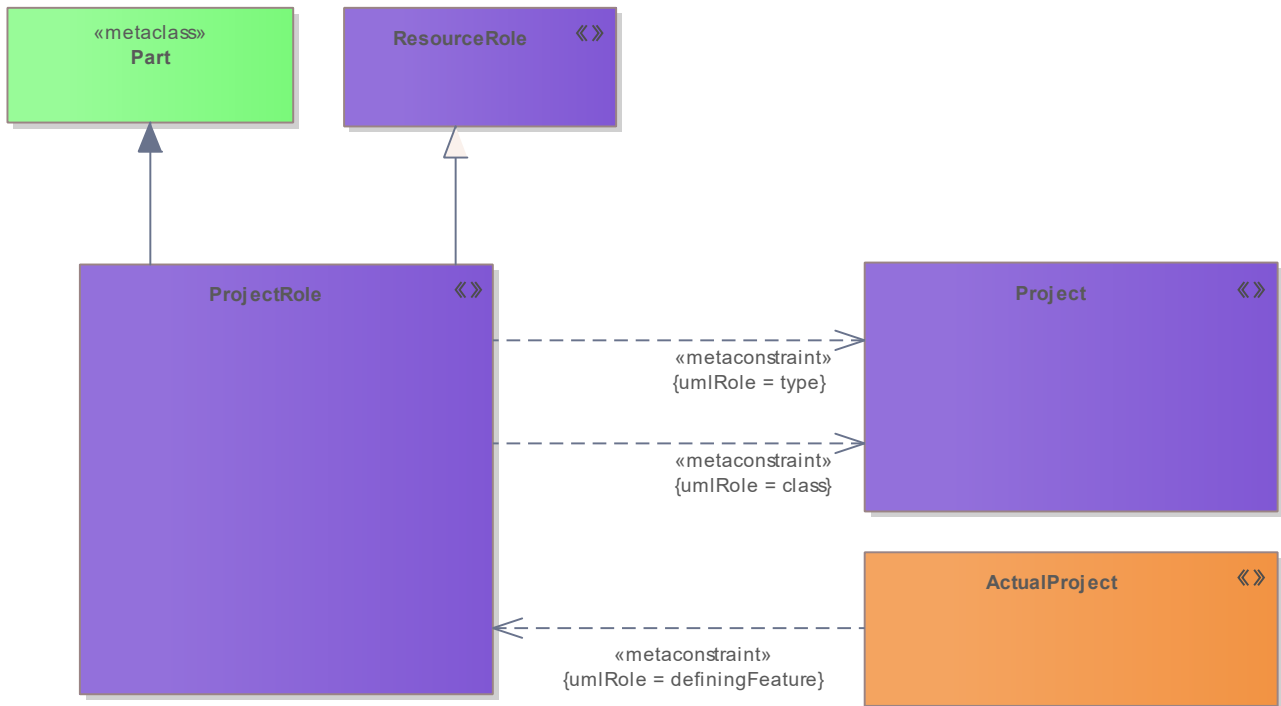 «metaclass»
Part
ResourceRole
«»
ProjectRole
«»
Project
«»
«metaconstraint»
{umlRole = type}
«metaconstraint»
{umlRole = class}
ActualProject
«»
«metaconstraint»
{umlRole = definingFeature}